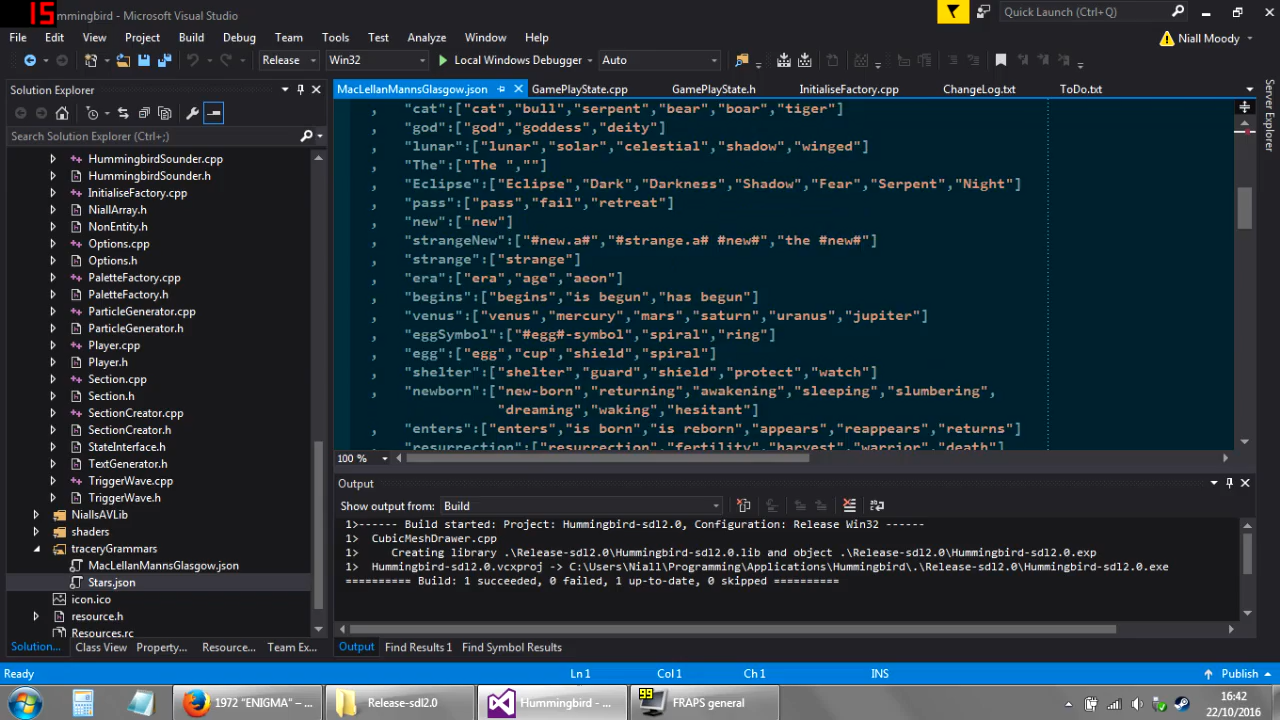 15
mmingbird - Microsoft Visual Studio
Quick Launch (Ctrl+Q)
File Edit View Project Build Debug Team Tools Test Analyze Window Help
Niall Moody
Release Win32 Local Windows Debugger Auto
Solution Explorer
MacLellanMannsGlasgow.json GamePlayState.cpp GamePlayState.h InitialiseFactory.cpp ChangeLog.txt ToDo.txt
Server Explorer
Search Solution Explorer (Ctrl+;)
HummingbirdSounder.cpp
HummingbirdSounder.h
InitialiseFactory.cpp
NiallArray.h
NonEntity.h
Options.cpp
Options.h
PaletteFactory.cpp
PaletteFactory.h
ParticleGenerator.cpp
ParticleGenerator.h
Player.cpp
Player.h
Section.cpp
Section.h
SectionCreator.cpp
SectionCreator.h
StateInterface.h
TextGenerator.h
TriggerWave.cpp
TriggerWave.h
NiallsAVLib
shaders
traceryGrammars
MacLellanMannsGlasgow.json
Stars.json
icon.ico
resource.h
Resources.rc
Solution... Class View Property... Resource... Team Ex...
, "cat":["cat","bull","serpent","bear","boar","tiger"]
, "god":["god","goddess","deity"]
, "lunar":["lunar","solar","celestial","shadow","winged"]
, "The":["The ",""]
, "Eclipse":["Eclipse","Dark","Darkness","Shadow","Fear","Serpent","Night"]
, "pass":["pass","fail","retreat"]
, "new":["new"]
, "strangeNew":["#new.a#","#strange.a# #new#","the #new#"]
, "strange":["strange"]
, "era":["era","age","aeon"]
, "begins":["begins","is begun","has begun"]
, "venus":["venus","mercury","mars","saturn","uranus","jupiter"]
, "eggSymbol":["#egg#-symbol","spiral","ring"]
, "egg":["egg","cup","shield","spiral"]
, "shelter":["shelter","guard","shield","protect","watch"]
, "newborn":["new-born","returning","awakening","sleeping","slumbering",
"dreaming","waking","hesitant"]
, "enters":["enters","is born","is reborn","appears","reappears","returns"]
, "resurrection":["resurrection","fertility","harvest","warrior","death"]
100 %
Output
Show output from: Build
1>------ Build started: Project: Hummingbird-sdl2.0, Configuration: Release Win32 ------
1> CubicMeshDrawer.cpp
1> Creating library .\Release-sdl2.0\Hummingbird-sdl2.0.lib and object .\Release-sdl2.0\Hummingbird-sdl2.0.exp
1> Hummingbird-sdl2.0.vcxproj -> C:\Users\Niall\Programming\Applications\Hummingbird\.\Release-sdl2.0\Hummingbird-sdl2.0.exe
========== Build: 1 succeeded, 0 failed, 1 up-to-date, 0 skipped ==========
Output Find Results 1 Find Symbol Results
Ready Ln 1 Col 1 Ch 1 INS Publish
1972 "ENIGMA" – ... Release-sdl2.0 Hummingbird - ... 99 FRAPS general
16:42
22/10/2016